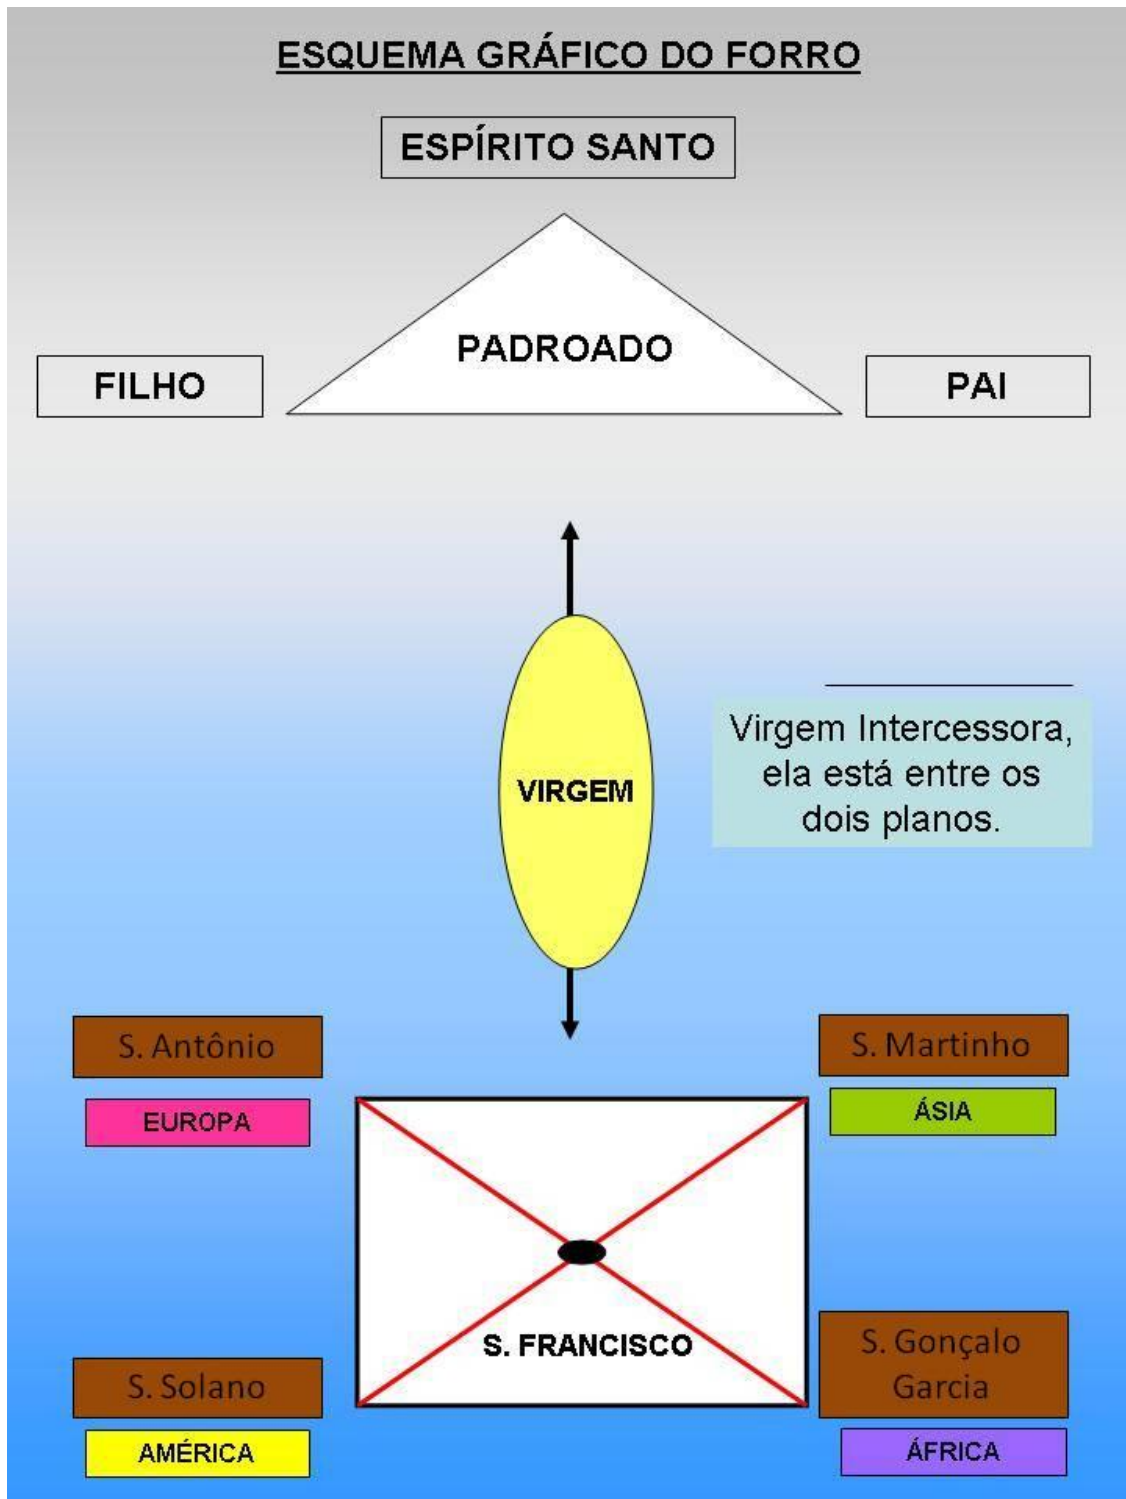 ESQUEMA GRÁFICO DO FORRO
ESPÍRITO SANTO
PADROADO
FILHO
PAI
Virgem Intercessora,
ela está entre os
dois planos.
VIRGEM
S. Antônio
EUROPA
S. Martinho
ÁSIA
S. FRANCISCO
S. Solano
AMÉRICA
S. Gonçalo
Garcia
ÁFRICA